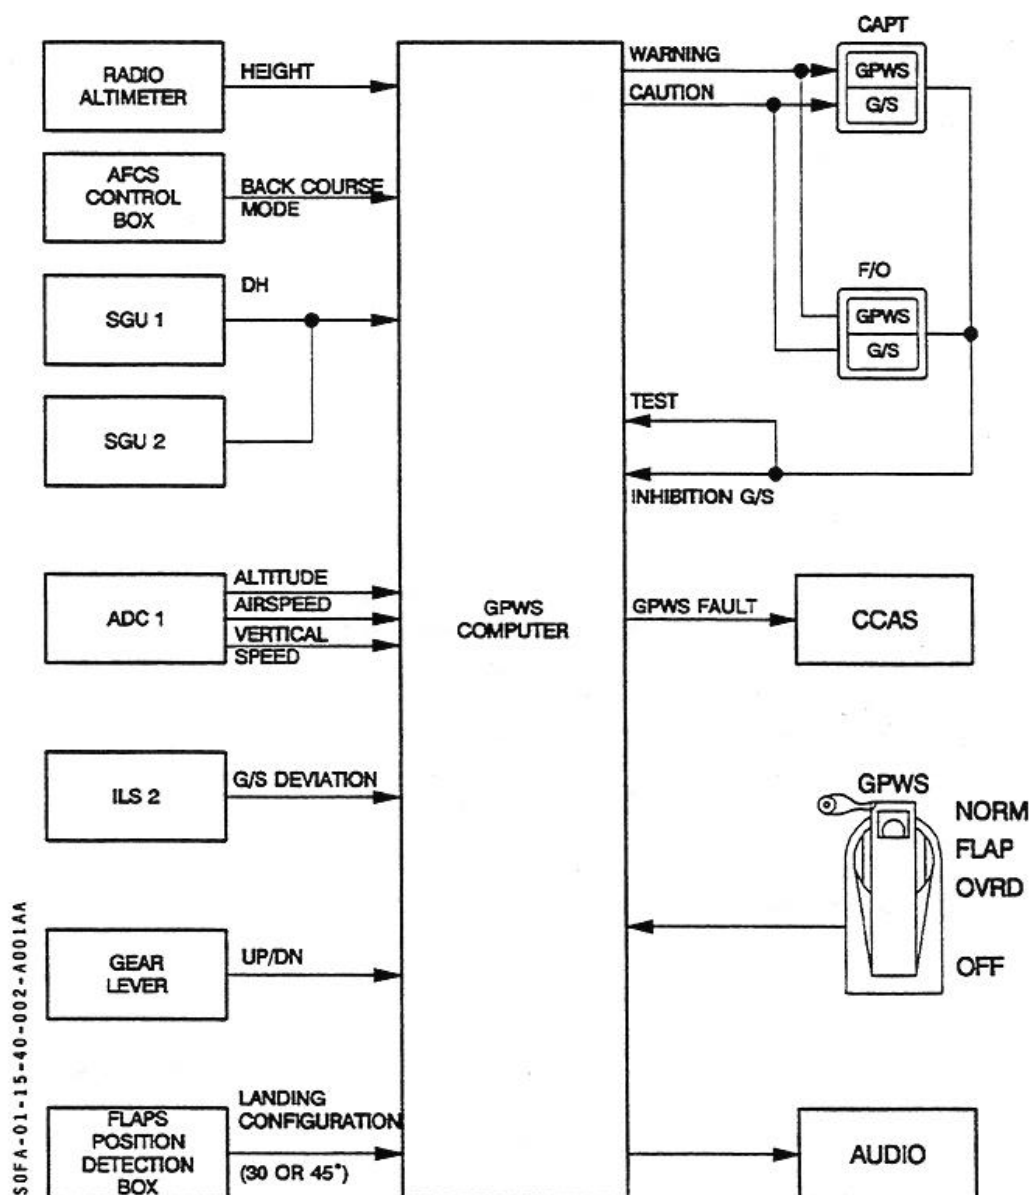 CAPT
RADIO
ALTIMETER
HEIGHT
WARNING
GPWS
CAUTION
G/S
AFCS
CONTROL
BOX
BACK COURSE
MODE
SGU 1
DH
F/O
GPWS
G/S
SGU 2
TEST
INHIBITION G/S
ADC 1
ALTITUDE
AIRSPEED
VERTICAL
SPEED
GPWS
COMPUTER
GPWS FAULT
CCAS
ILS 2
G/S DEVIATION
GPWS
NORM
FLAP
OVRD
OFF
GEAR
LEVER
UP/DN
FLAPS
POSITION
DETECTION
BOX
LANDING
CONFIGURATION
(30 OR 45°)
AUDIO
SOFA-01-15-40-002-A001AA